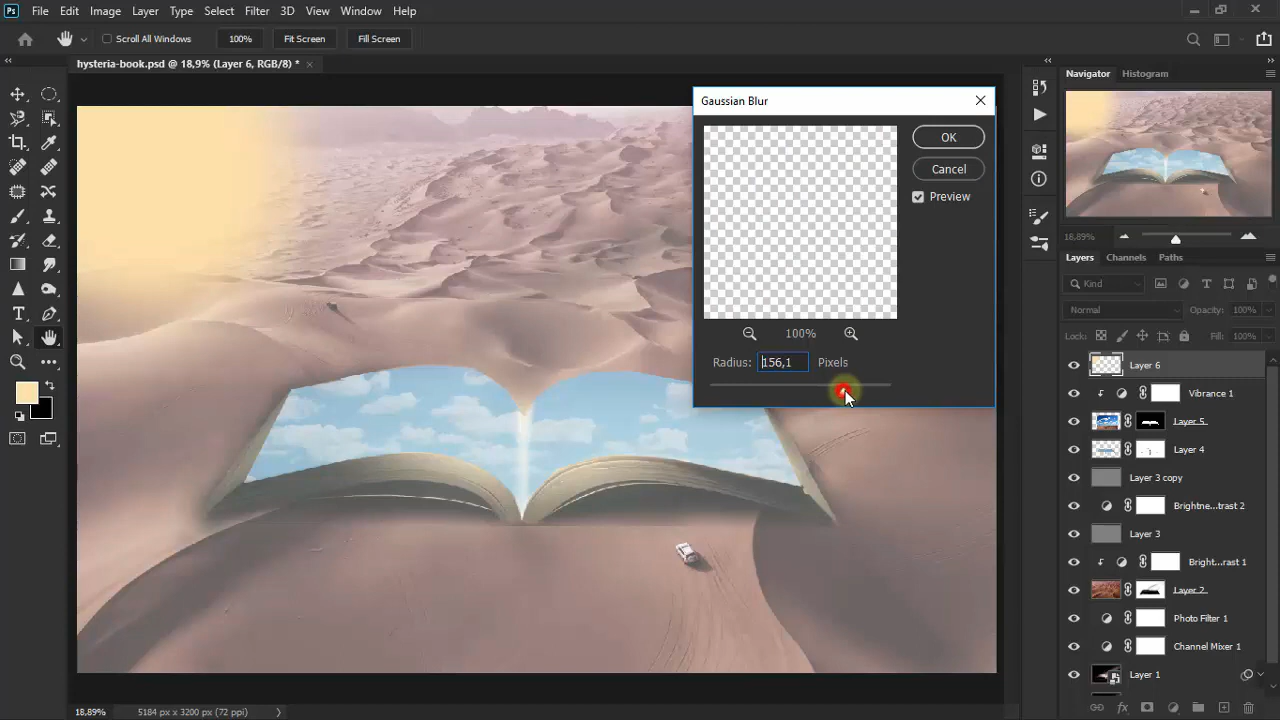 Ps File Edit Image Layer Type Select Filter 3D View Window Help
Scroll All Windows 100% Fit Screen Fill Screen
hysteria-book.psd @ 18,9% (Layer 6, RGB/8) *
Gaussian Blur
OK
Cancel
Preview
100%
Radius: 156,1 Pixels
Navigator Histogram
18,89%
Layers Channels Paths
Kind
Normal Opacity: 100%
Lock: Fill: 100%
Layer 6
Vibrance 1
Layer 5
Layer 4
Layer 3 copy
Brightne...trast 2
Layer 3
Bright...rast 1
Layer 2
Photo Filter 1
Channel Mixer 1
Layer 1
fx
18,89% 5184 px x 3200 px (72 ppi)